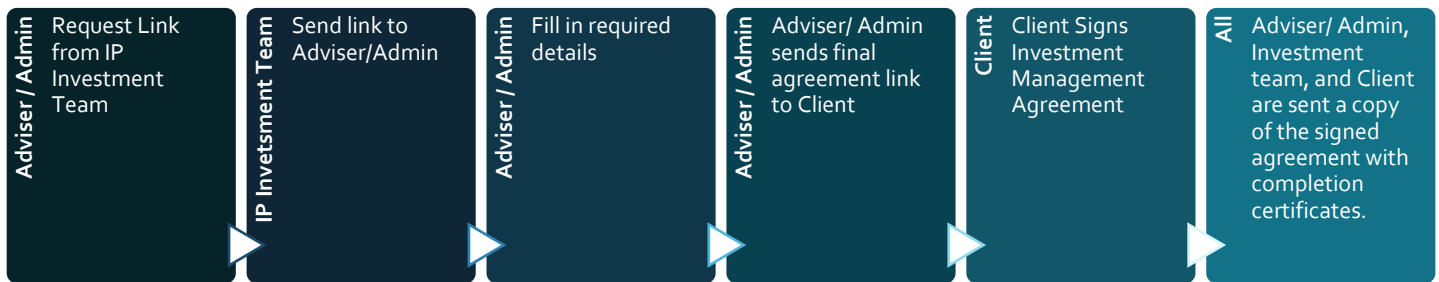 Adviser / Admin
Request Link
from IP
Investment
Team
IP Invetsment Team
Send link to
Adviser/Admin
Adviser / Admin
Fill in required
details
Adviser / Admin
Adviser/ Admin
sends final
agreement link
to Client
Client
Client Signs
Investment
Management
Agreement
All
Adviser/ Admin,
Investment
team, and Client
are sent a copy
of the signed
agreement with
completion
certificates.